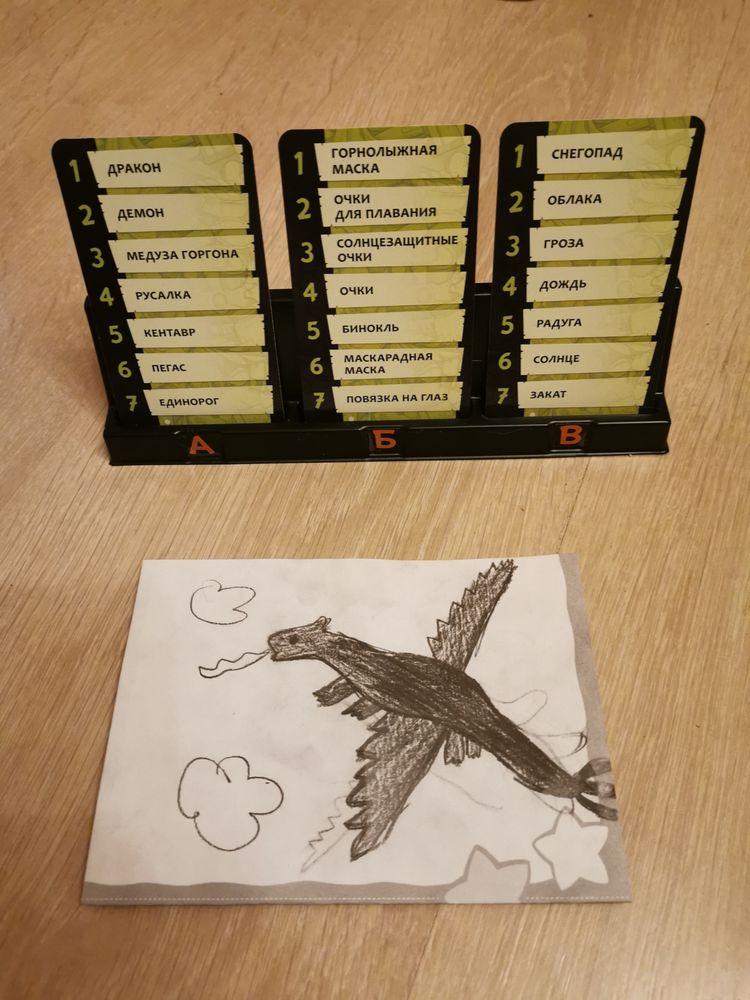 1 ДРАКОН
2 ДЕМОН
3 МЕДУЗА ГОРГОНА
4 РУСАЛКА
5 КЕНТАВР
6 ПЕГАС
7 ЕДИНОРОГ
А
1 ГОРНОЛЫЖНАЯ
МАСКА
2 ОЧКИ
ДЛЯ ПЛАВАНИЯ
3 СОЛНЦЕЗАЩИТНЫЕ
ОЧКИ
4 ОЧКИ
5 БИНОКЛЬ
6 МАСКАРАДНАЯ
МАСКА
7 ПОВЯЗКА НА ГЛАЗ
Б
1 СНЕГОПАД
2 ОБЛАКА
3 ГРОЗА
4 ДОЖДЬ
5 РАДУГА
6 СОЛНЦЕ
7 ЗАКАТ
В